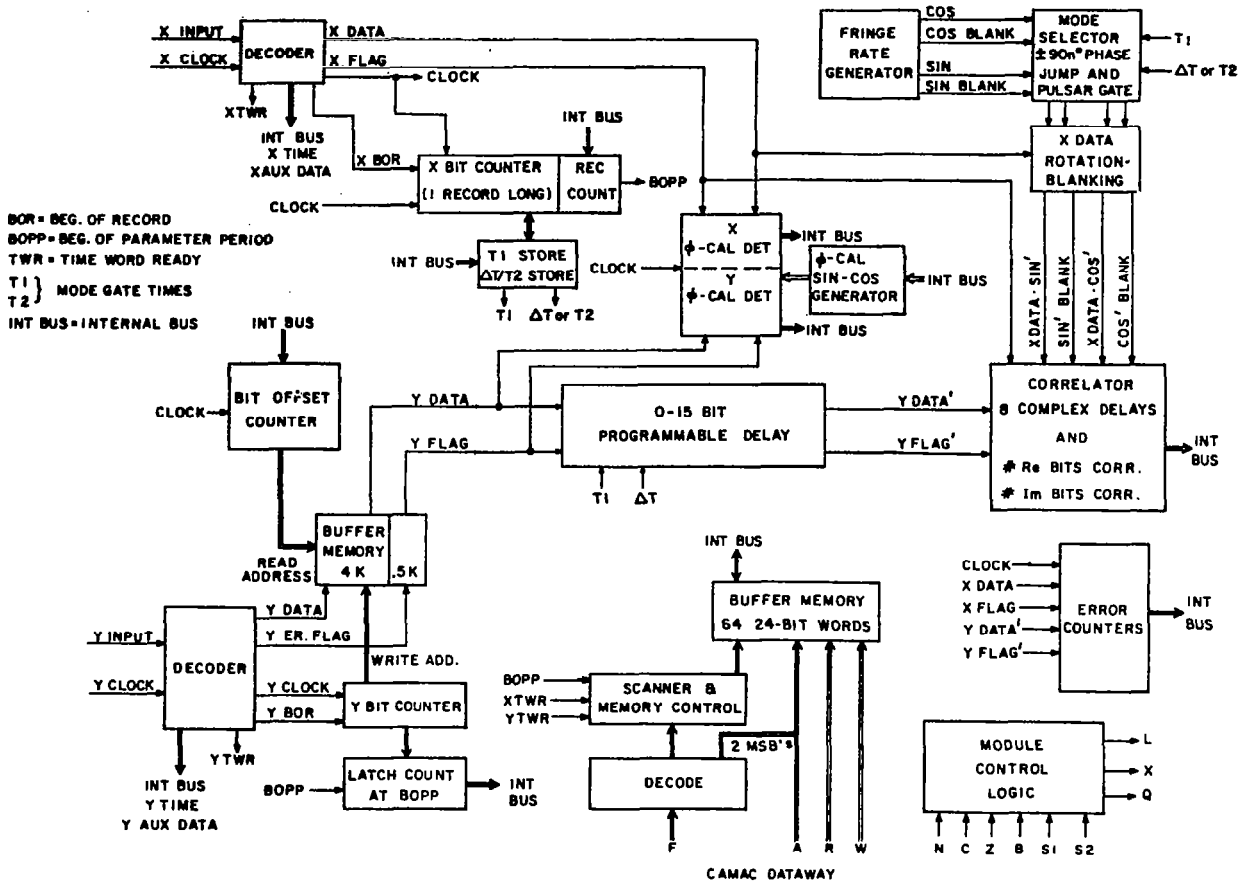 X INPUT
X CLOCK
DECODER
X DATA
X FLAG
CLOCK
XTWR
INT BUS
X TIME
X AUX DATA
X BOR
CLOCK
X BIT COUNTER
(1 RECORD LONG)
REC
COUNT
INT BUS
BOPP
INT BUS
T1 STORE
ΔT/T2 STORE
T1
ΔT or T2
FRINGE
RATE
GENERATOR
COS
COS BLANK
SIN
SIN BLANK
MODE
SELECTOR
±90n° PHASE
JUMP AND
PULSAR GATE
T1
ΔT or T2
X DATA
ROTATION-
BLANKING
XDATA·SIN'
SIN' BLANK
XDATA·COS'
COS' BLANK
BOR = BEG. OF RECORD
BOPP = BEG. OF PARAMETER PERIOD
TWR = TIME WORD READY
T1
T2 } MODE GATE TIMES
INT BUS = INTERNAL BUS
CLOCK
X
ϕ-CAL DET
Y
ϕ-CAL DET
INT BUS
ϕ-CAL
SIN-COS
GENERATOR
INT BUS
INT BUS
INT BUS
CLOCK
BIT OFFSET
COUNTER
Y DATA
Y FLAG
0-15 BIT
PROGRAMMABLE DELAY
T1
ΔT
Y DATA'
Y FLAG'
CORRELATOR
8 COMPLEX DELAYS
AND
# Re BITS CORR.
# Im BITS CORR.
INT
BUS
READ
ADDRESS
BUFFER
MEMORY
4K
.5K
Y INPUT
Y CLOCK
DECODER
Y DATA
Y ER. FLAG
WRITE ADD.
Y CLOCK
Y BOR
Y BIT COUNTER
YTWR
INT BUS
Y TIME
Y AUX DATA
BOPP
LATCH COUNT
AT BOPP
INT
BUS
INT BUS
BUFFER MEMORY
64 24-BIT WORDS
BOPP
XTWR
YTWR
SCANNER &
MEMORY CONTROL
2 MSB's
DECODE
F
A
R
W
CAMAC DATAWAY
CLOCK
X DATA
X FLAG
Y DATA'
Y FLAG'
ERROR
COUNTERS
INT
BUS
MODULE
CONTROL
LOGIC
L
X
Q
N
C
Z
B
S1
S2